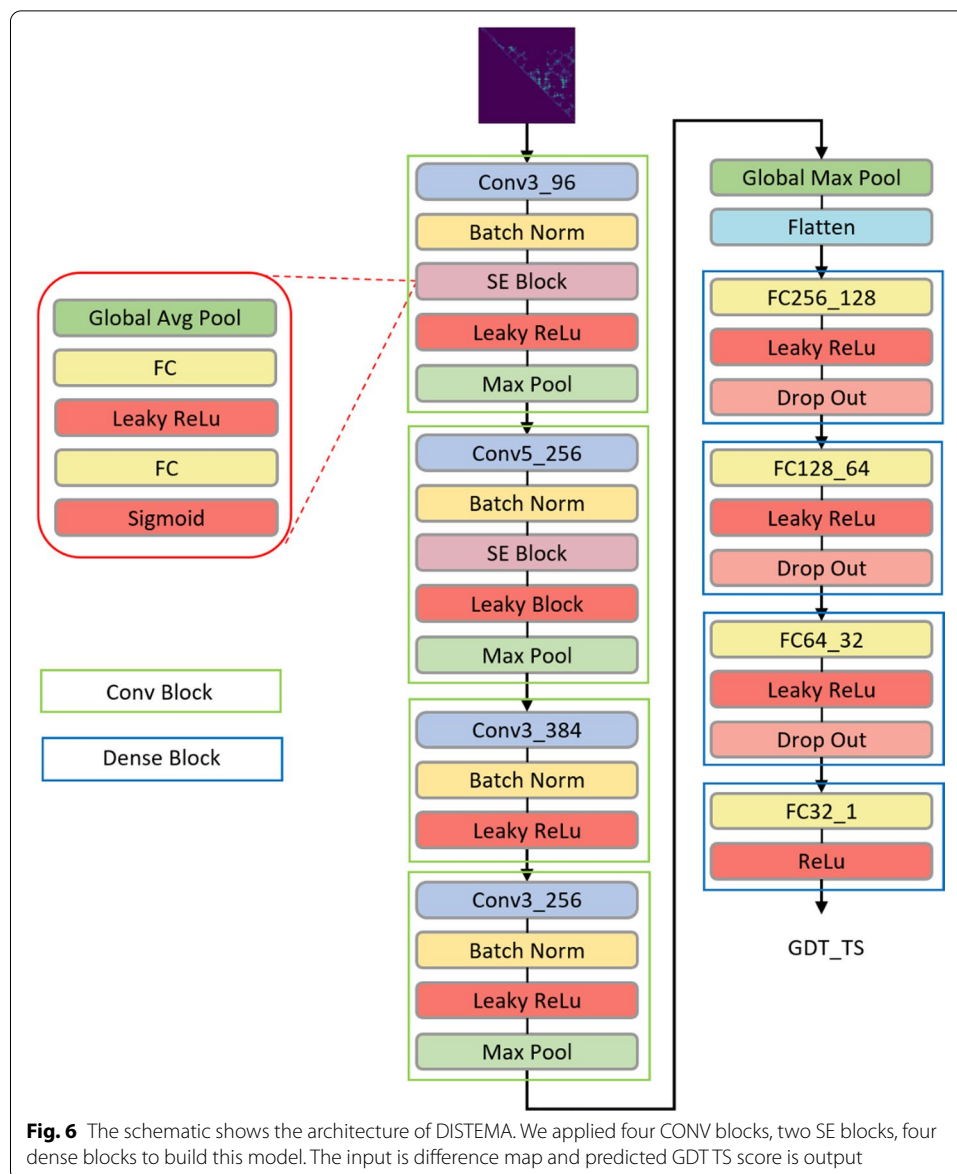 Conv3_96
Batch Norm
SE Block
Leaky ReLu
Max Pool
Global Avg Pool
FC
Leaky ReLu
FC
Sigmoid
Conv5_256
Batch Norm
SE Block
Leaky Block
Max Pool
Conv3_384
Batch Norm
Leaky ReLu
Conv3_256
Batch Norm
Leaky ReLu
Max Pool
Conv Block
Dense Block
Global Max Pool
Flatten
FC256_128
Leaky ReLu
Drop Out
FC128_64
Leaky ReLu
Drop Out
FC64_32
Leaky ReLu
Drop Out
FC32_1
ReLu
GDT_TS
Fig. 6 The schematic shows the architecture of DISTEMA. We applied four CONV blocks, two SE blocks, four
dense blocks to build this model. The input is difference map and predicted GDT TS score is output